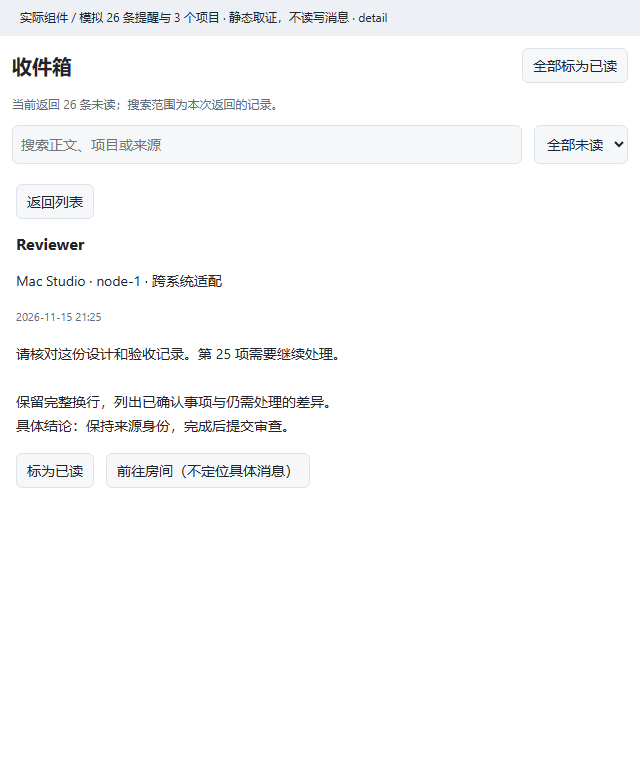 实际组件 / 模拟 26 条提醒与 3 个项目 · 静态取证，不读写消息 · detail
收件箱
全部标为已读
当前返回 26 条未读；搜索范围为本次返回的记录。
搜索正文、项目或来源
全部未读
返回列表
Reviewer
Mac Studio · node-1 · 跨系统适配
2026-11-15 21:25
请核对这份设计和验收记录。第 25 项需要继续处理。
保留完整换行，列出已确认事项与仍需处理的差异。
具体结论：保持来源身份，完成后提交审查。
标为已读
前往房间（不定位具体消息）